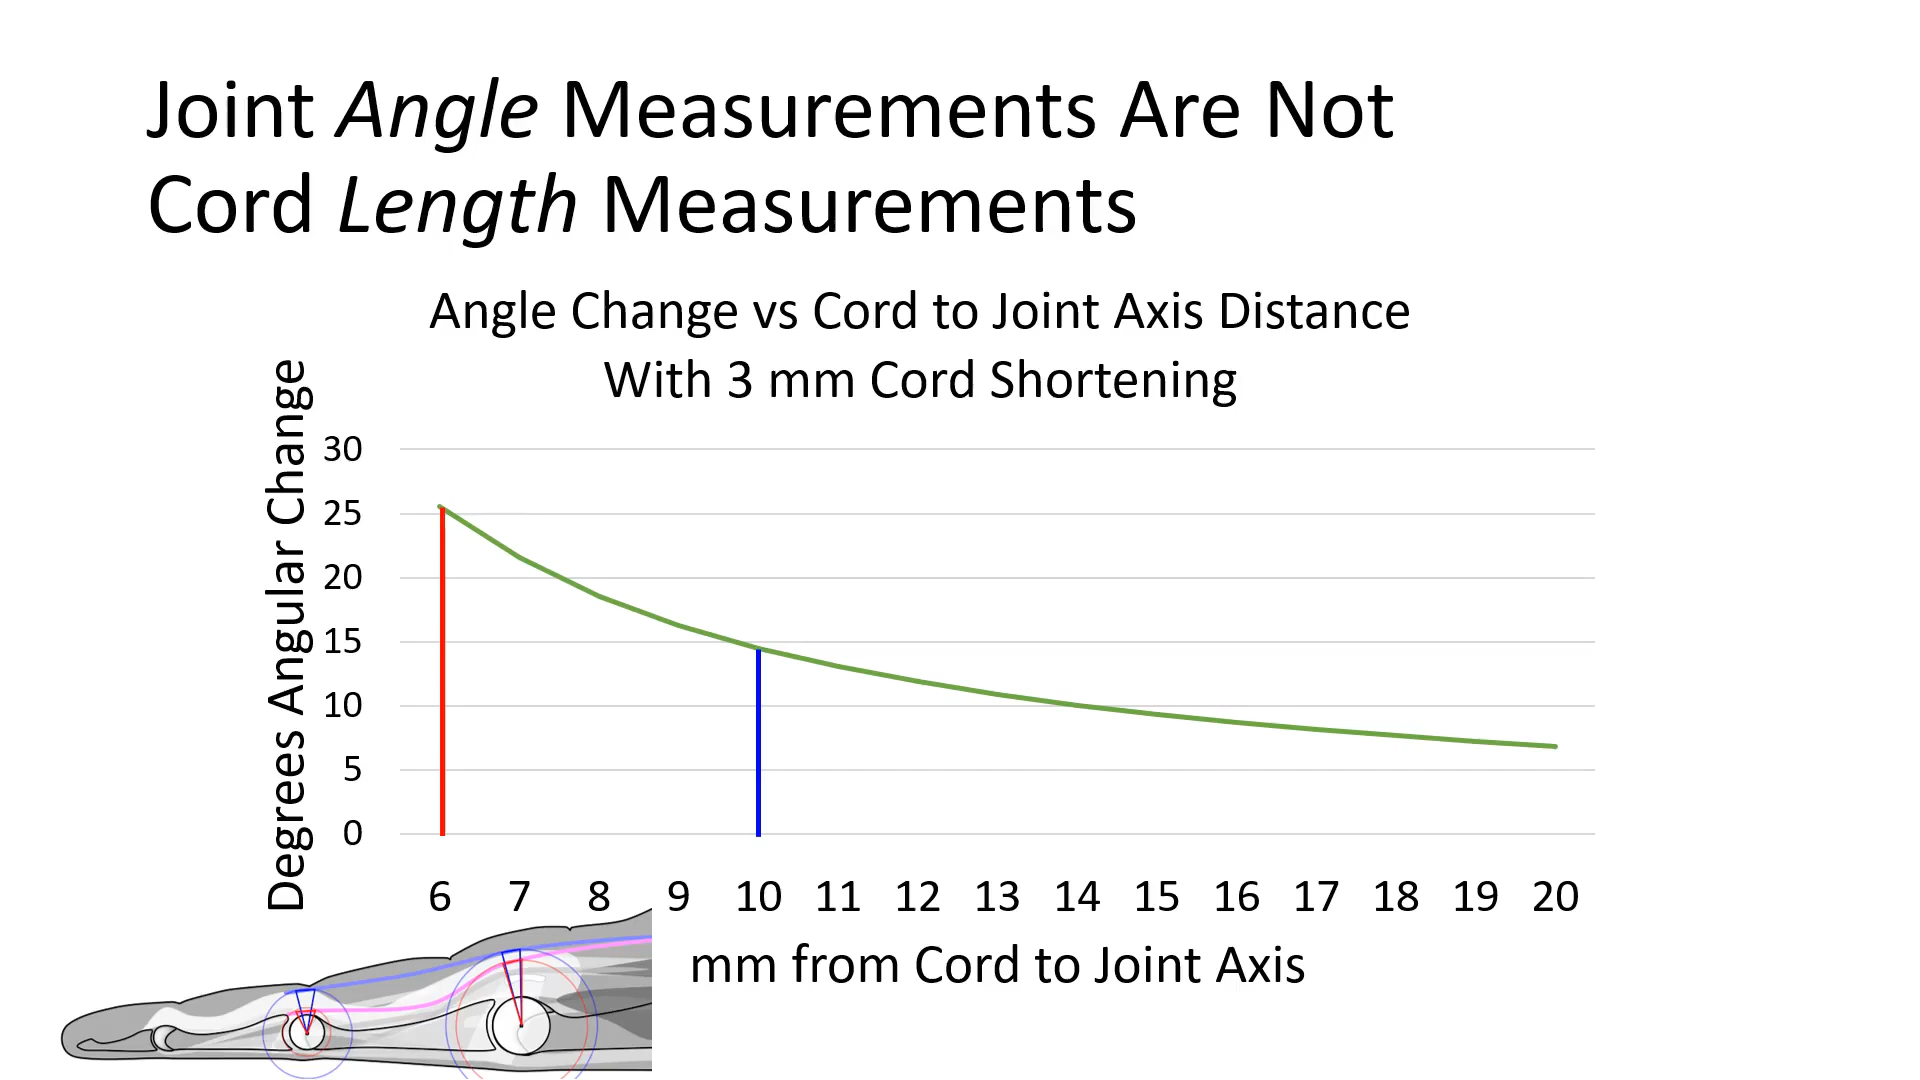 Joint Angle Measurements Are Not
Cord Length Measurements
Angle Change vs Cord to Joint Axis Distance
With 3 mm Cord Shortening
Degrees Angular Change
30
25
20
15
10
5
0
6 7 8 9 10 11 12 13 14 15 16 17 18 19 20
mm from Cord to Joint Axis